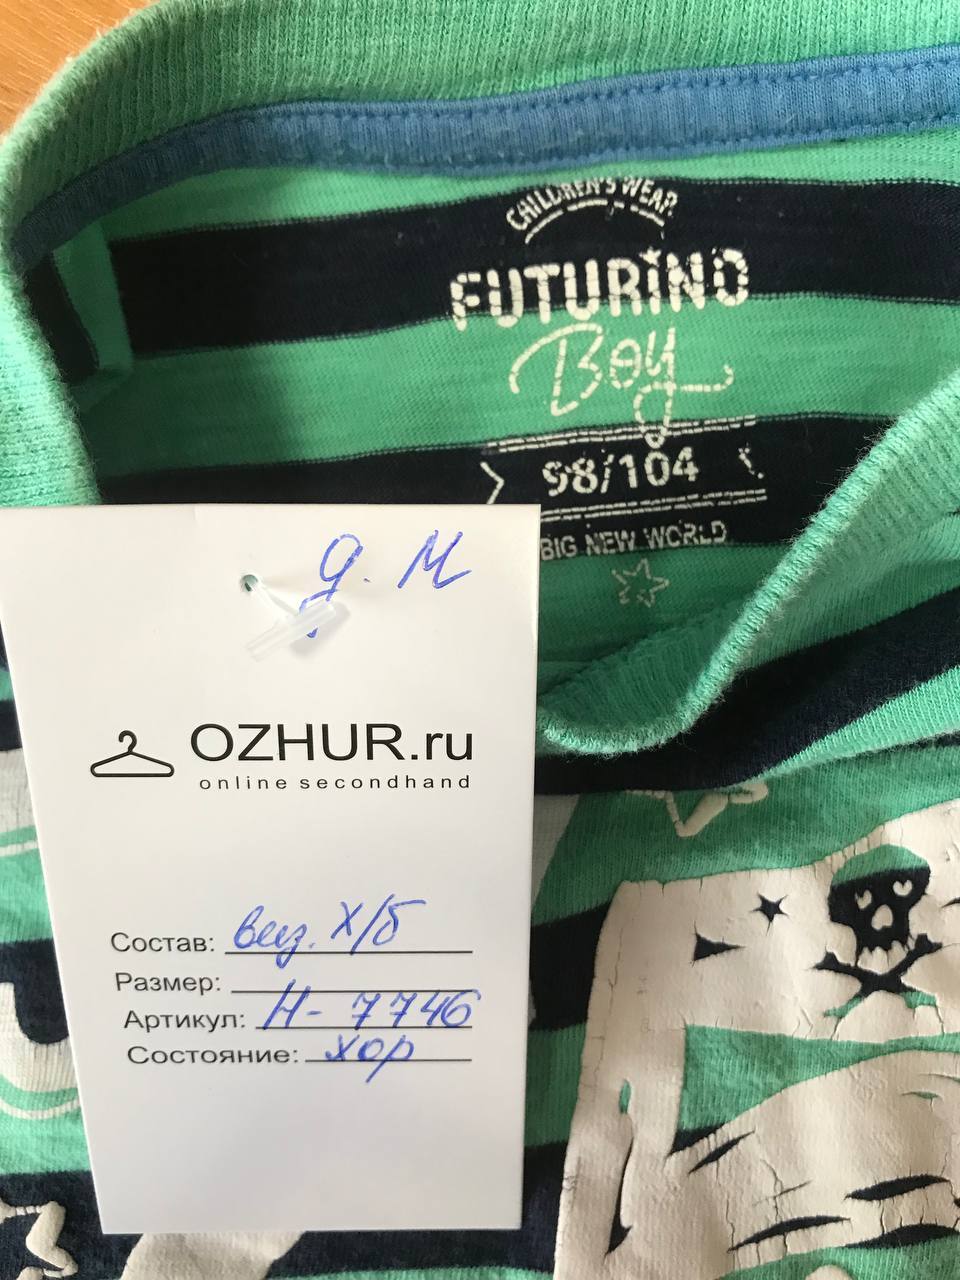 CHILDREN'S WEAR
FUTURINO
Boy
98/104
BIG NEW WORLD
д. М
OZHUR.ru
online secondhand
Состав: виз. Х/б
Размер:
Артикул: Н- 7746
Состояние: хор